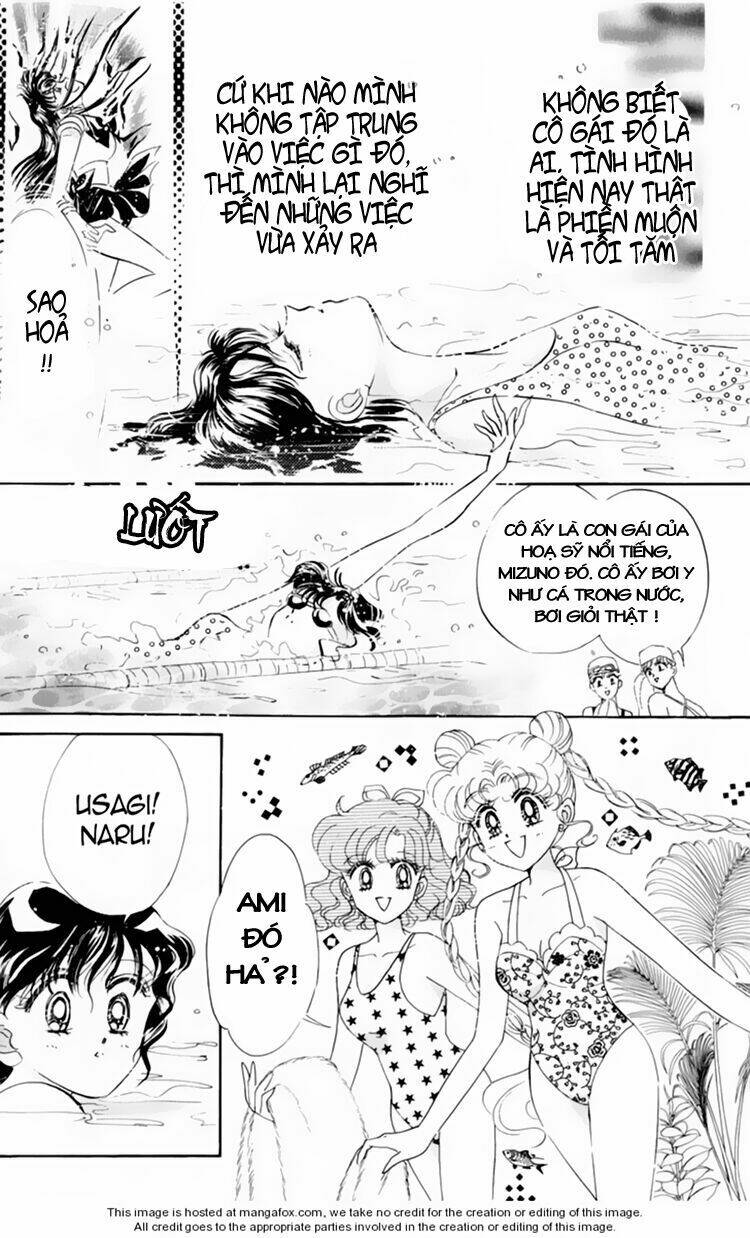 KHÔNG BIẾT
CÔ GÁI ĐÓ LÀ
AI. TÌNH HÌNH
HIỆN NAY THẬT
LÀ PHIỀN MUỘN
VÀ TỐI TĂM
CỨ KHI NÀO MÌNH
KHÔNG TẬP TRUNG
VÀO VIỆC GÌ ĐÓ,
THÌ MÌNH LẠI NGHĨ
ĐẾN NHỮNG VIỆC
VỪA XẢY RA
SAO
HOẢ
!!
LƯỚT
CÔ ẤY LÀ CON GÁI CỦA
HOẠ SỸ NỔI TIẾNG,
MIZUNO ĐÓ. CÔ ẤY BƠI Y
NHƯ CÁ TRONG NƯỚC,
BƠI GIỎI THẬT !
USAGI!
NARU!
AMI
ĐÓ
HẢ ?!
This image is hosted at mangafox.com, we take no credit for the creation or editing of this image.
All credit goes to the appropriate parties involved in the creation or editing of this image.